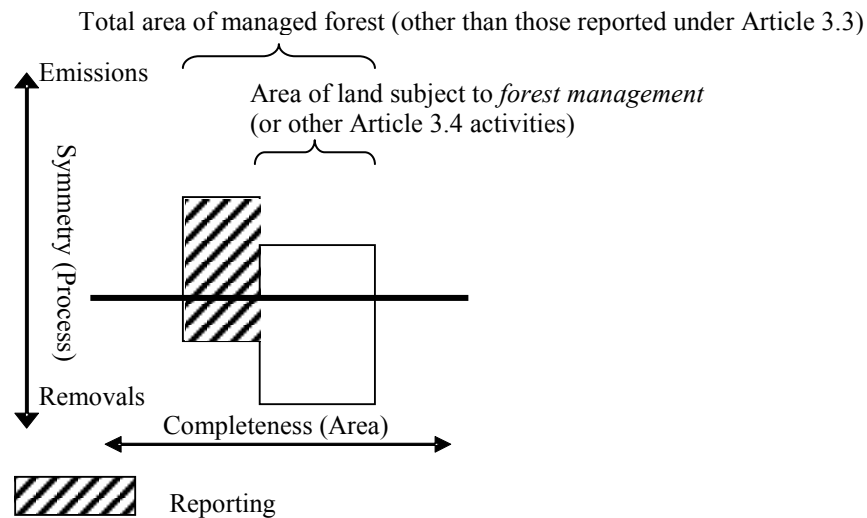 Total area of managed forest (other than those reported under Article 3.3)
Emissions
Area of land subject to forest management
(or other Article 3.4 activities)
Symmetry (Process)
Removals
Completeness (Area)
Reporting